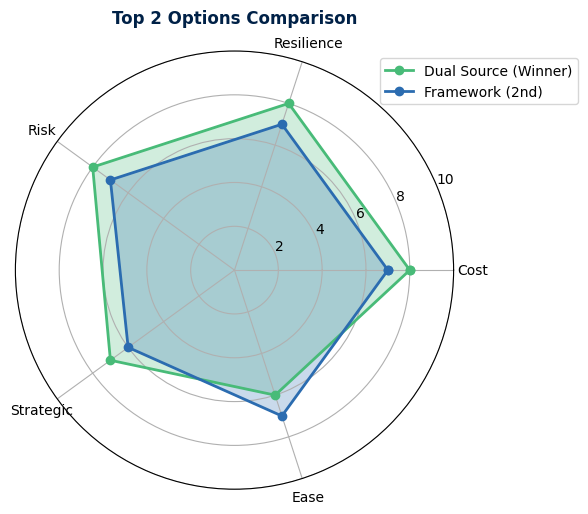 Top 2 Options Comparison
Resilience
Dual Source (Winner)
Framework (2nd)
Risk
10
8
6
4
2
Cost
Strategic
Ease